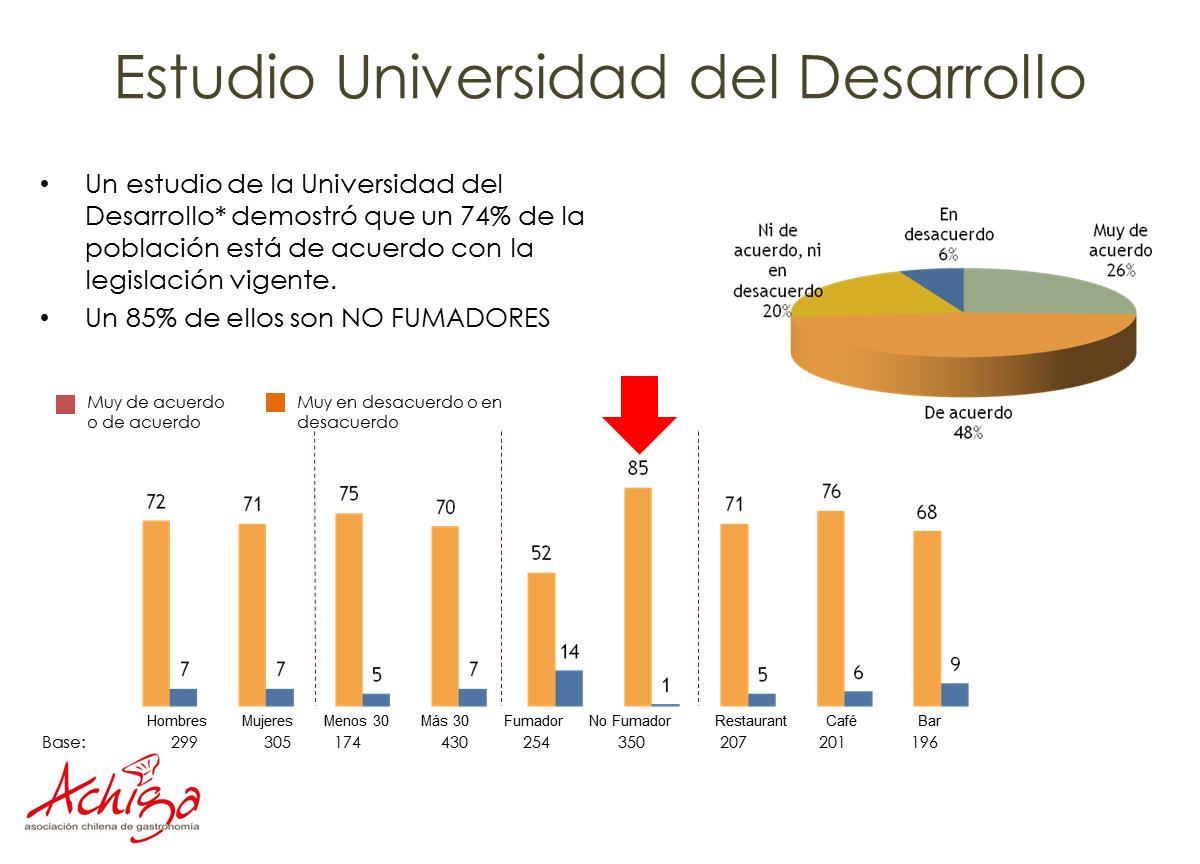 Estudio Universidad del Desarrollo
• Un estudio de la Universidad del
Desarrollo* demostró que un 74% de la
población está de acuerdo con la
legislación vigente.
• Un 85% de ellos son NO FUMADORES
En
desacuerdo
6%
Ni de
acuerdo, ni
en
desacuerdo
20%
Muy de
acuerdo
26%
De acuerdo
48%
Muy de acuerdo
o de acuerdo
Muy en desacuerdo o en
desacuerdo
72 7 71 7 75 5 70 7 52 14 85 1 71 5 76 6 68 9
Hombres Mujeres Menos 30 Más 30 Fumador No Fumador Restaurant Café Bar
Base: 299 305 174 430 254 350 207 201 196
Achiga
asociación chilena de gastronomía